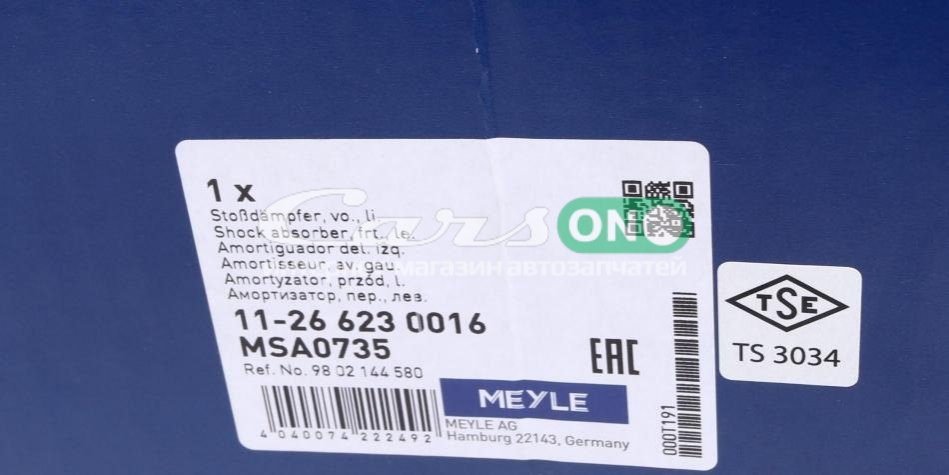 1 x
Stoßdämpfer, vo., li.
Shock absorber, frt., le.
Amortiguador del. izq.
Amortisseur, av., gau.
Amortyzator, przód, l.
Амортизатор, пер., лев.
11-26 623 0016
MSA0735
Ref. No. 98 02 144 580
4 040074 222492
EAC
MEYLE
MEYLE AG
Hamburg 22143, Germany
000T191
TSE
TS 3034
Cars ONE
магазин автозапчастей